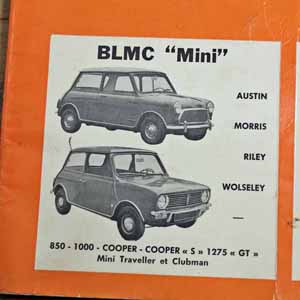 BLMC “Mini”
AUSTIN
MORRIS
RILEY
WOLSELEY
—
850 - 1000 - COOPER - COOPER « S » 1275 « GT »
Mini Traveller et Clubman